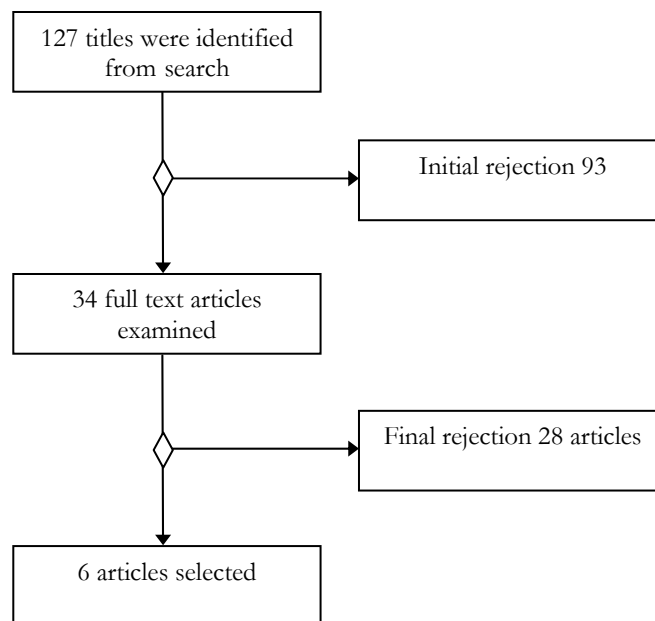 127 titles were identified
from search
Initial rejection 93
34 full text articles
examined
Final rejection 28 articles
6 articles selected